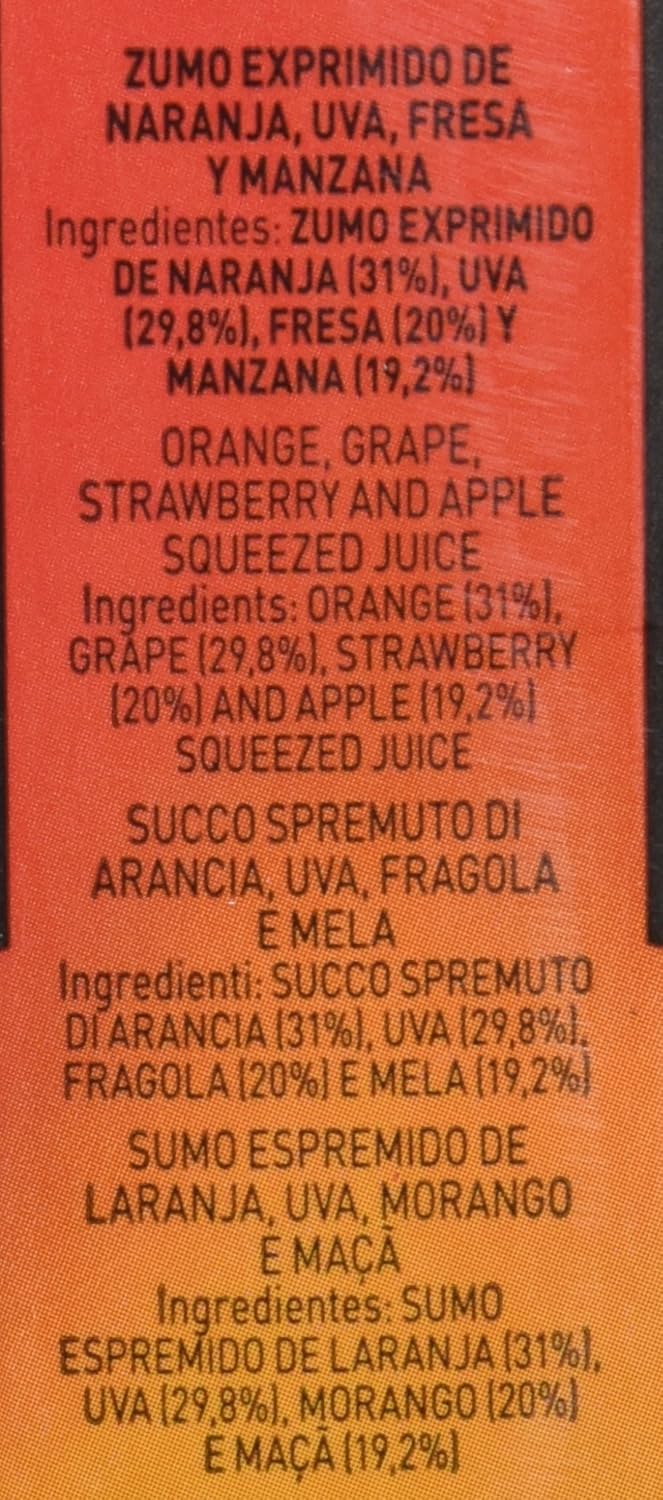 ZUMO EXPRIMIDO DE
NARANJA, UVA, FRESA
Y MANZANA
Ingredientes: ZUMO EXPRIMIDO
DE NARANJA (31%), UVA
(29,8%), FRESA (20%) Y
MANZANA (19,2%)
ORANGE, GRAPE,
STRAWBERRY AND APPLE
SQUEEZED JUICE
Ingredients: ORANGE (31%),
GRAPE (29,8%), STRAWBERRY
(20%) AND APPLE (19,2%)
SQUEEZED JUICE
SUCCO SPREMUTO DI
ARANCIA, UVA, FRAGOLA
E MELA
Ingredienti: SUCCO SPREMUTO
DI ARANCIA (31%), UVA (29,8%),
FRAGOLA (20%) E MELA (19,2%)
SUMO ESPREMIDO DE
LARANJA, UVA, MORANGO
E MAÇÃ
Ingredientes: SUMO
ESPREMIDO DE LARANJA (31%),
UVA (29,8%), MORANGO (20%)
E MAÇÃ (19,2%)